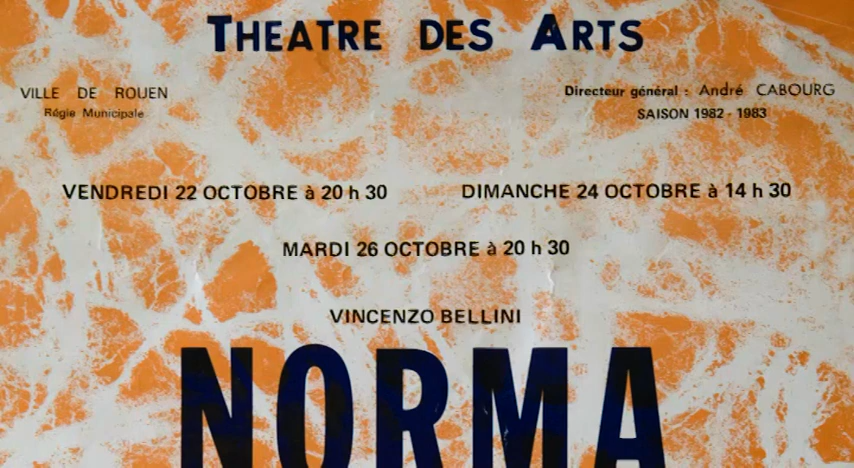 THEATRE DES ARTS
VILLE DE ROUEN
Régie Municipale
Directeur général : André CABOURG
SAISON 1982 - 1983
VENDREDI 22 OCTOBRE à 20 h 30
DIMANCHE 24 OCTOBRE à 14 h 30
MARDI 26 OCTOBRE à 20 h 30
VINCENZO BELLINI
NORMA